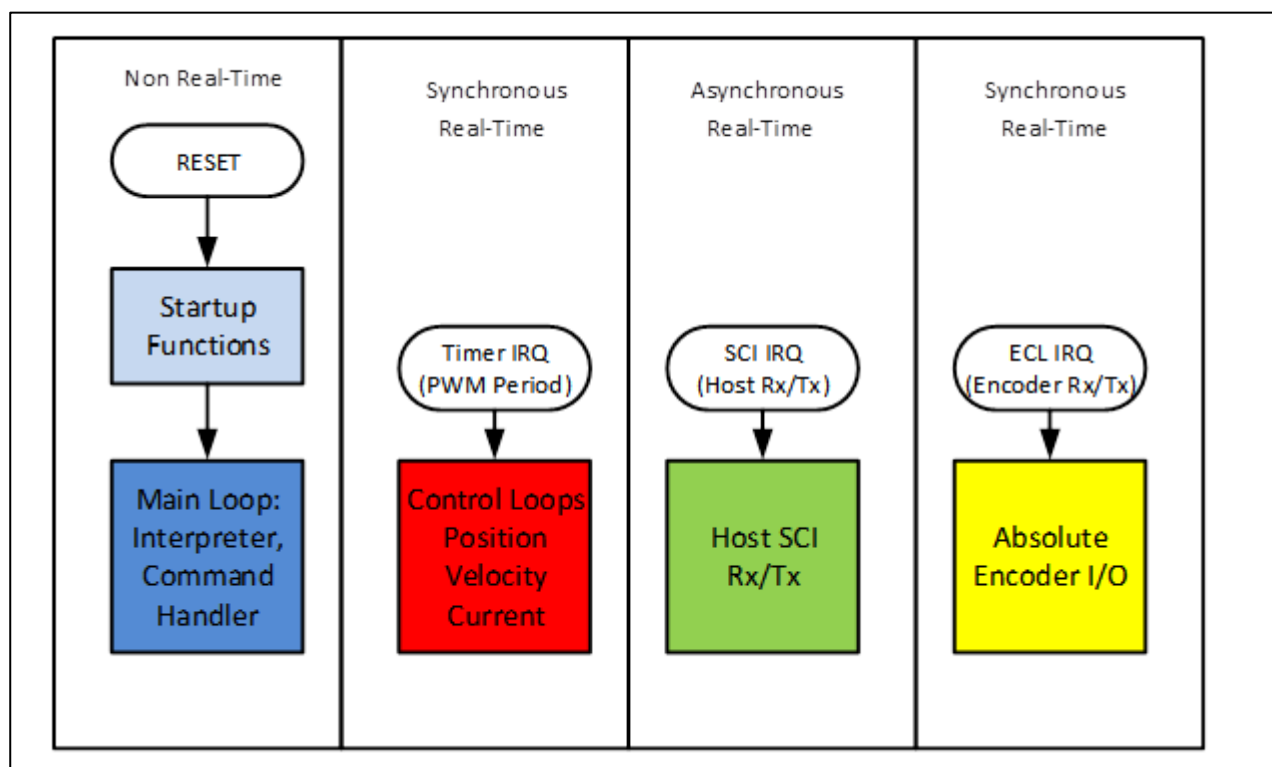 Non Real-Time
RESET
Startup
Functions
Main Loop:
Interpreter,
Command
Handler
Synchronous
Real-Time
Timer IRQ
(PWM Period)
Control Loops
Position
Velocity
Current
Asynchronous
Real-Time
SCI IRQ
(Host Rx/Tx)
Host SCI
Rx/Tx
Synchronous
Real-Time
ECL IRQ
(Encoder Rx/Tx)
Absolute
Encoder I/O